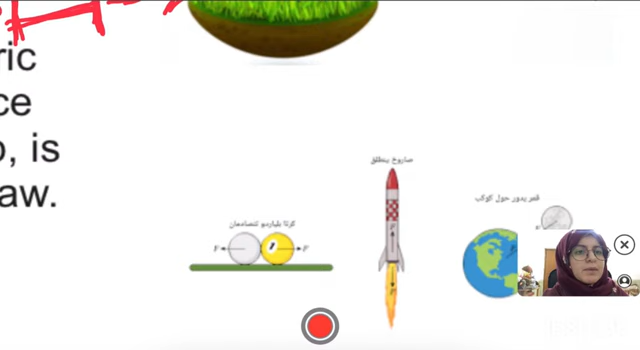 ric
ce
o, is
aw.
صاروخ ينطلق
قمر يدور حول كوكب
كرتا بلياردو تتصادمان
F
F